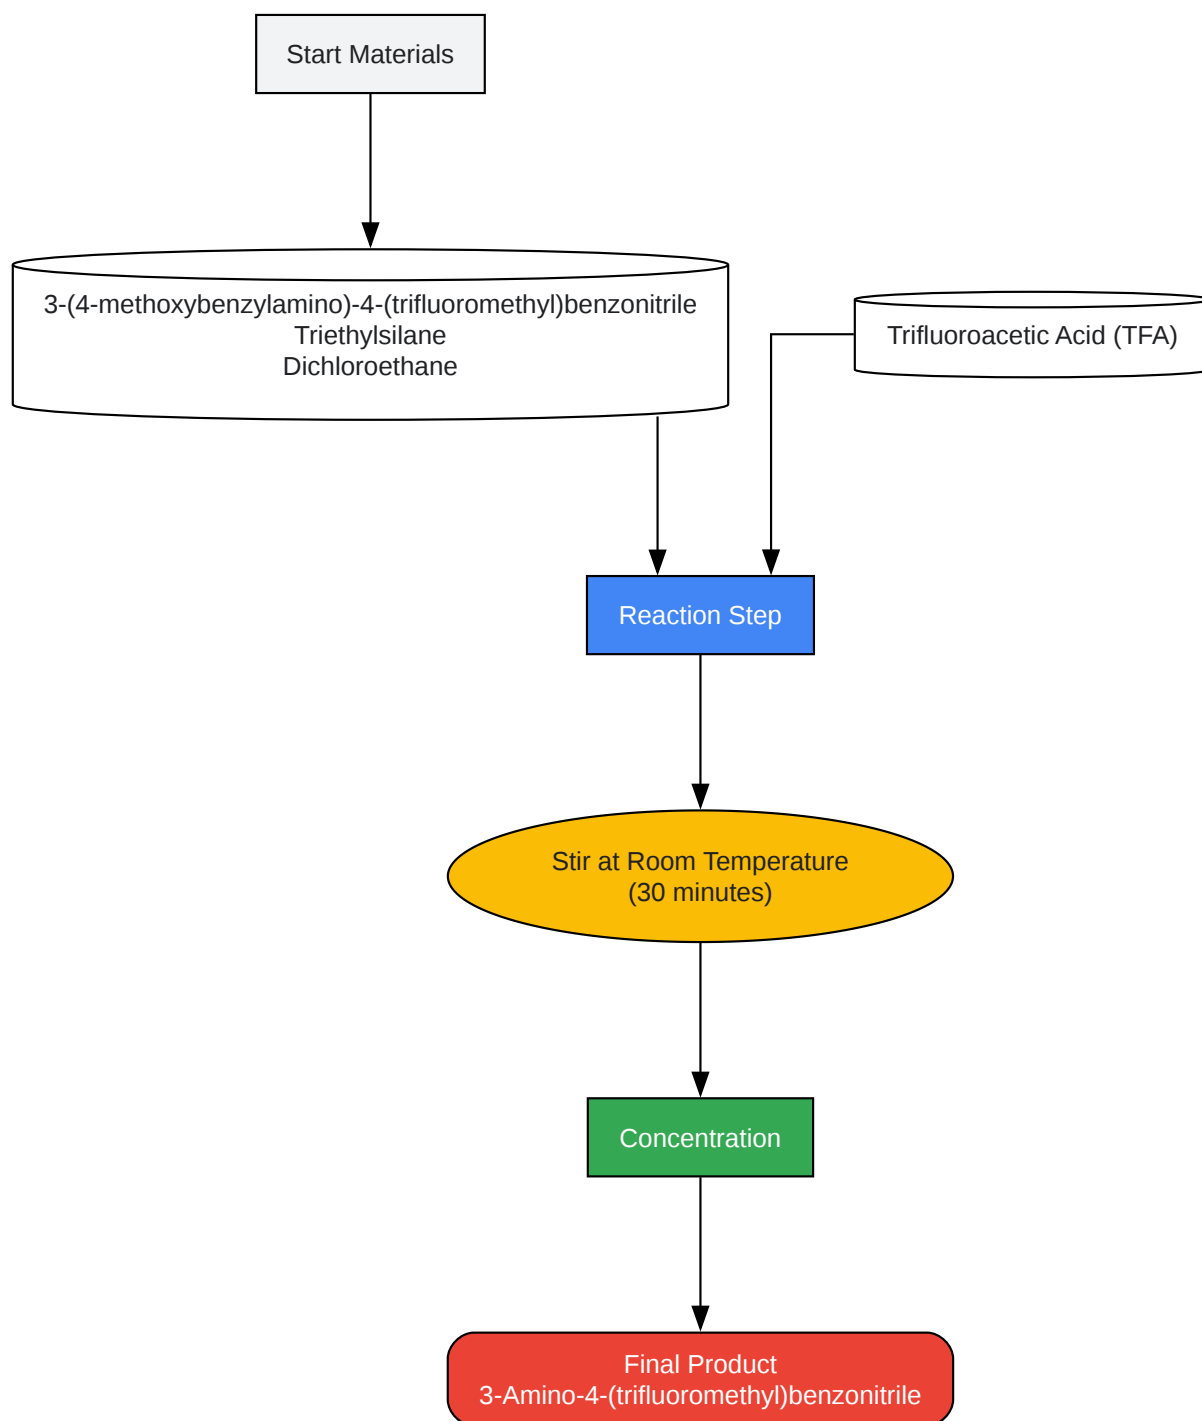 Start Materials
3-(4-methoxybenzylamino)-4-(trifluoromethyl)benzonitrile
Triethylsilane
Dichloroethane
Trifluoroacetic Acid (TFA)
Reaction Step
Stir at Room Temperature
(30 minutes)
Concentration
Final Product
3-Amino-4-(trifluoromethyl)benzonitrile